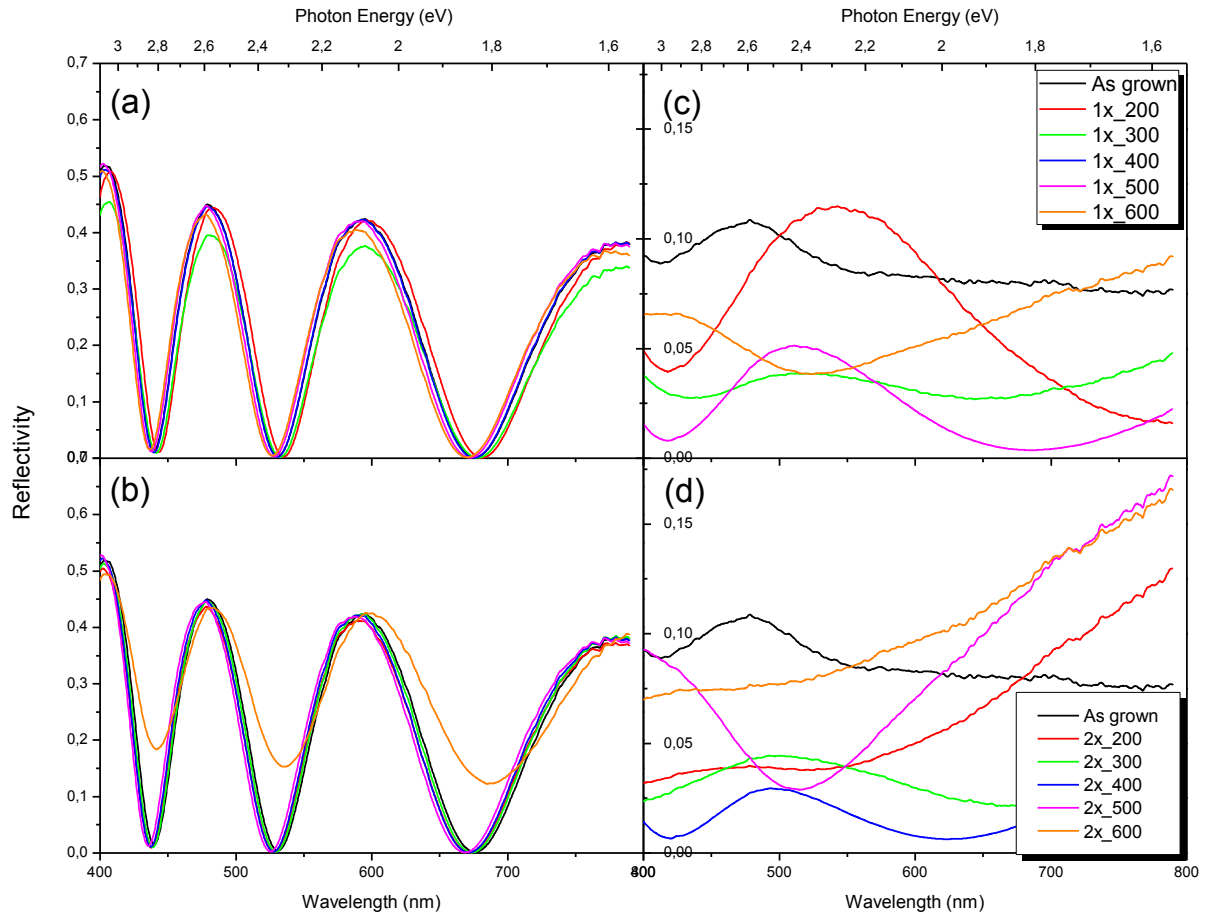 Photon Energy (eV) Photon Energy (eV)
3 2,8 2,6 2,4 2,2 2 1,8 1,6 3 2,8 2,6 2,4 2,2 2 1,8 1,6
0,7
(a) (c)
As grown
1x_200
1x_300
1x_400
1x_500
1x_600
0,6
0,15
0,5
0,4
0,10
0,3
0,2
0,05
0,1
0,00
0,7
(b) (d)
0,6
0,15
0,5
0,4
0,10
0,3
As grown
2x_200
2x_300
2x_400
2x_500
2x_600
0,2
0,05
0,1
0,0 0,00
400 500 600 700 500 600 700 800
Reflectivity
Wavelength (nm) Wavelength (nm)